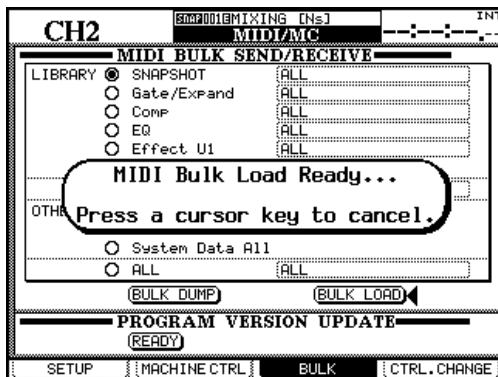 CH2
SNAP001 MIXING [Ns]
INT
MIDI/MC
--:--:--
MIDI BULK SEND/RECEIVE
LIBRARY SNAPSHOT ALL
Gate/Expand ALL
Comp ALL
EQ ALL
Effect U1 ALL
MIDI Bulk Load Ready...
OTH
Press a cursor key to cancel.
System Data All
ALL ALL
BULK DUMP BULK LOAD
PROGRAM VERSION UPDATE
READY
SETUP MACHINE CTRL BULK CTRL.CHANGE